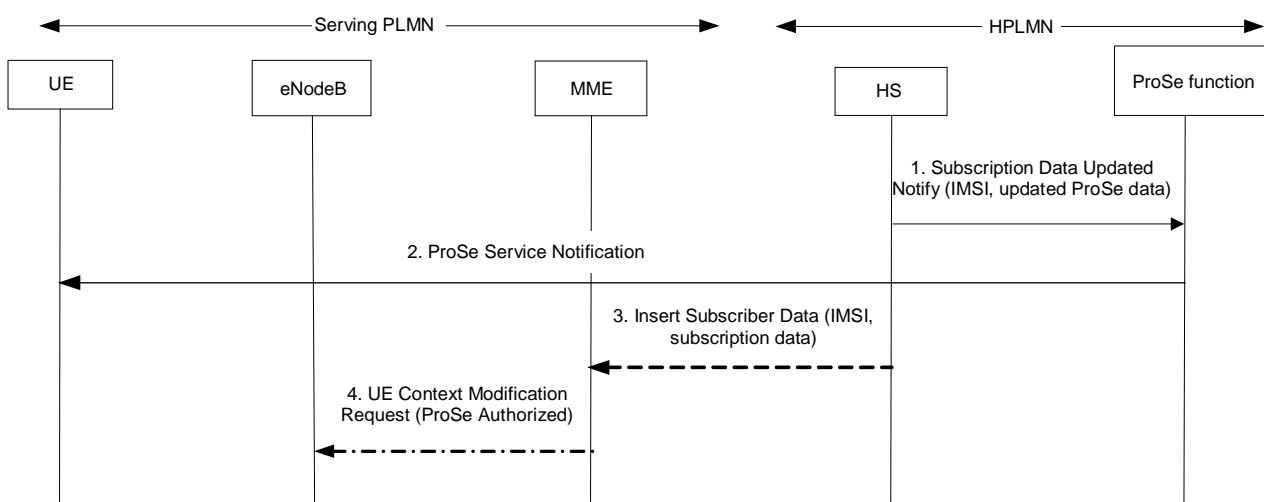 Serving PLMN
HPLMN
UE
eNodeB
MME
HS
ProSe function
1. Subscription Data Updated
Notify (IMSI, updated ProSe data)
2. ProSe Service Notification
3. Insert Subscriber Data (IMSI,
subscription data)
4. UE Context Modification
Request (ProSe Authorized)